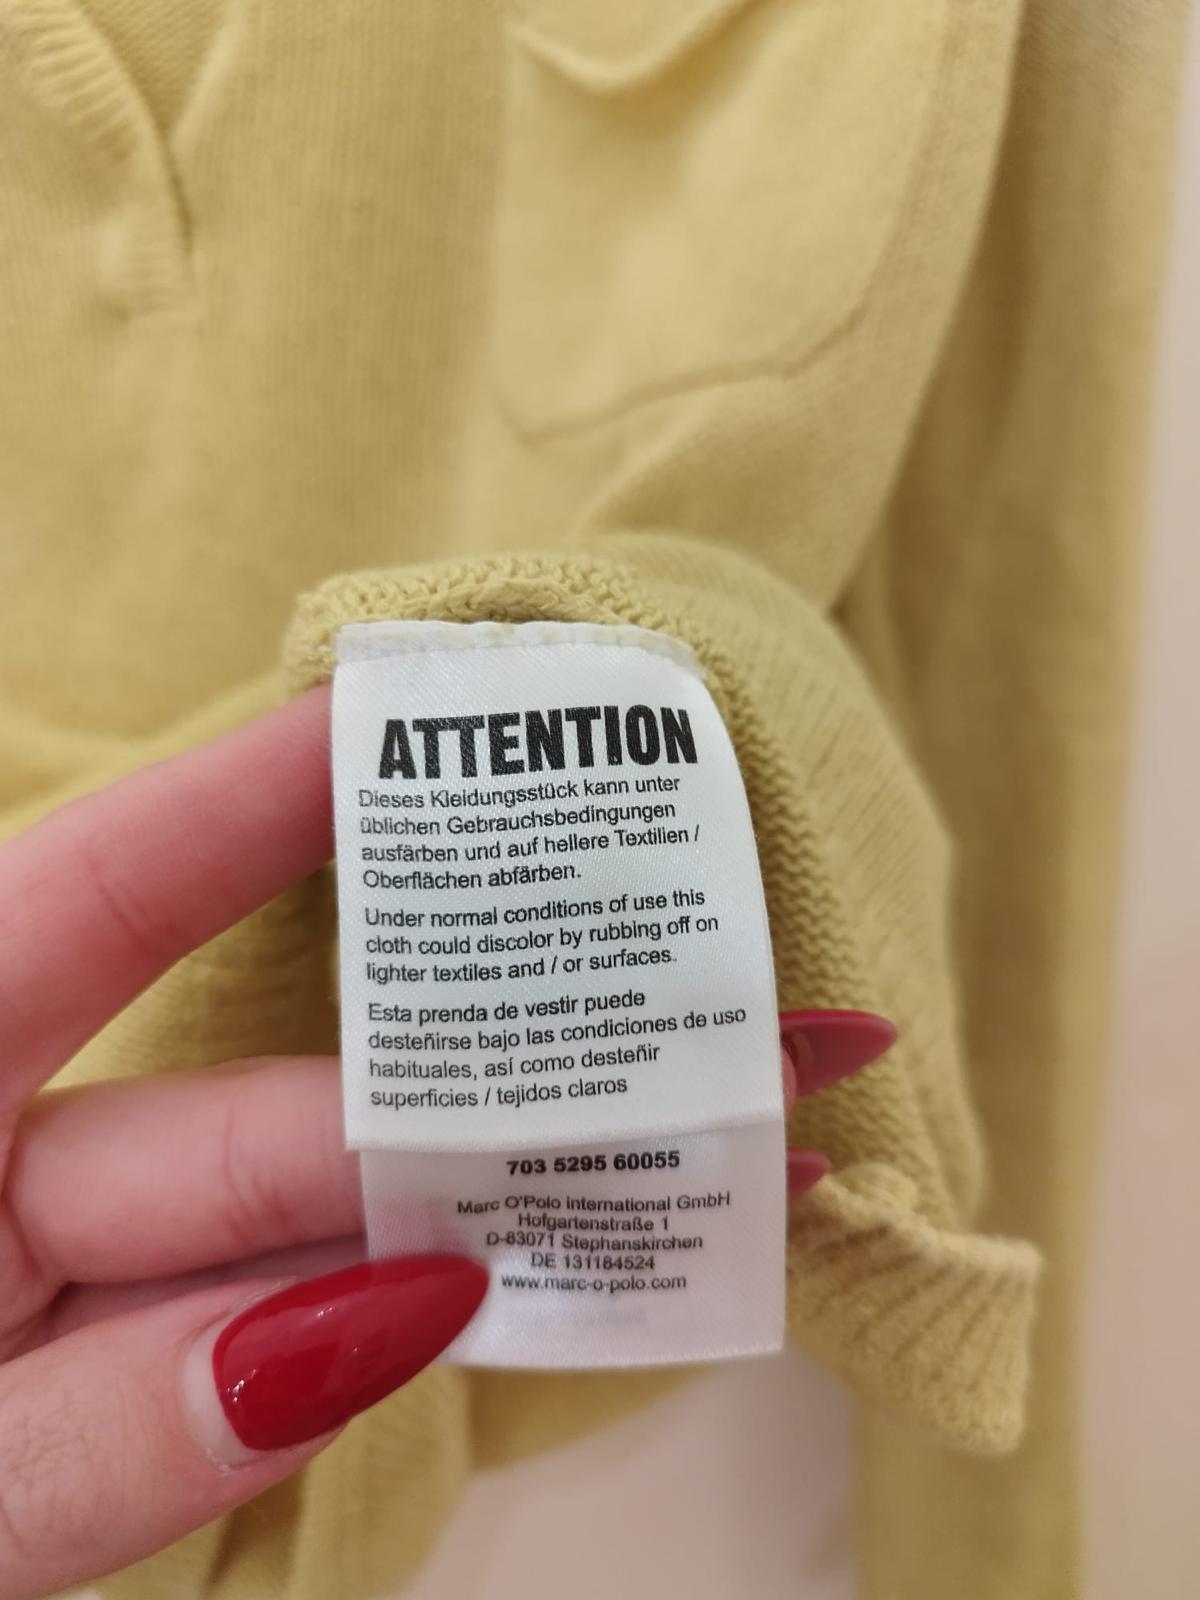 ATTENTION
Dieses Kleidungsstück kann unter
üblichen Gebrauchsbedingungen
ausfärben und auf hellere Textilien /
Oberflächen abfärben.
Under normal conditions of use this
cloth could discolor by rubbing off on
lighter textiles and / or surfaces.
Esta prenda de vestir puede
desteñirse bajo las condiciones de uso
habituales, así como desteñir
superficies / tejidos claros
703 5295 60055
Marc O'Polo International GmbH
Hofgartenstraße 1
D-83071 Stephanskirchen
DE 131184524
www.marc-o-polo.com